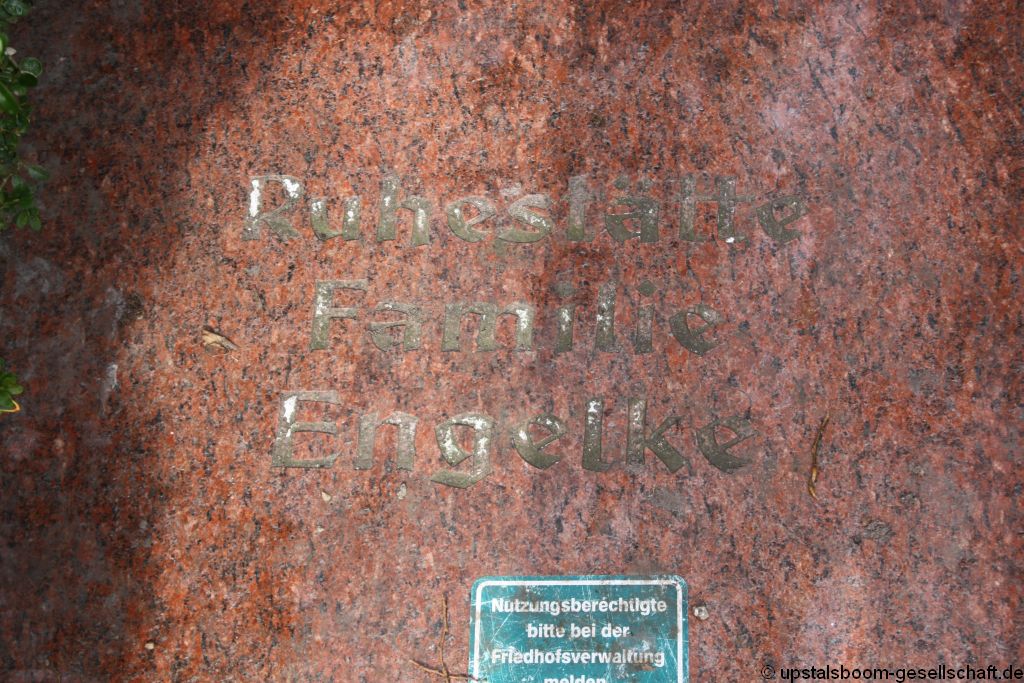 Ruhestätte
Familie
Engelke
Nutzungsberechtigte
bitte bei der
Friedhofsverwaltung
melden
© upstalsboom-gesellschaft.de